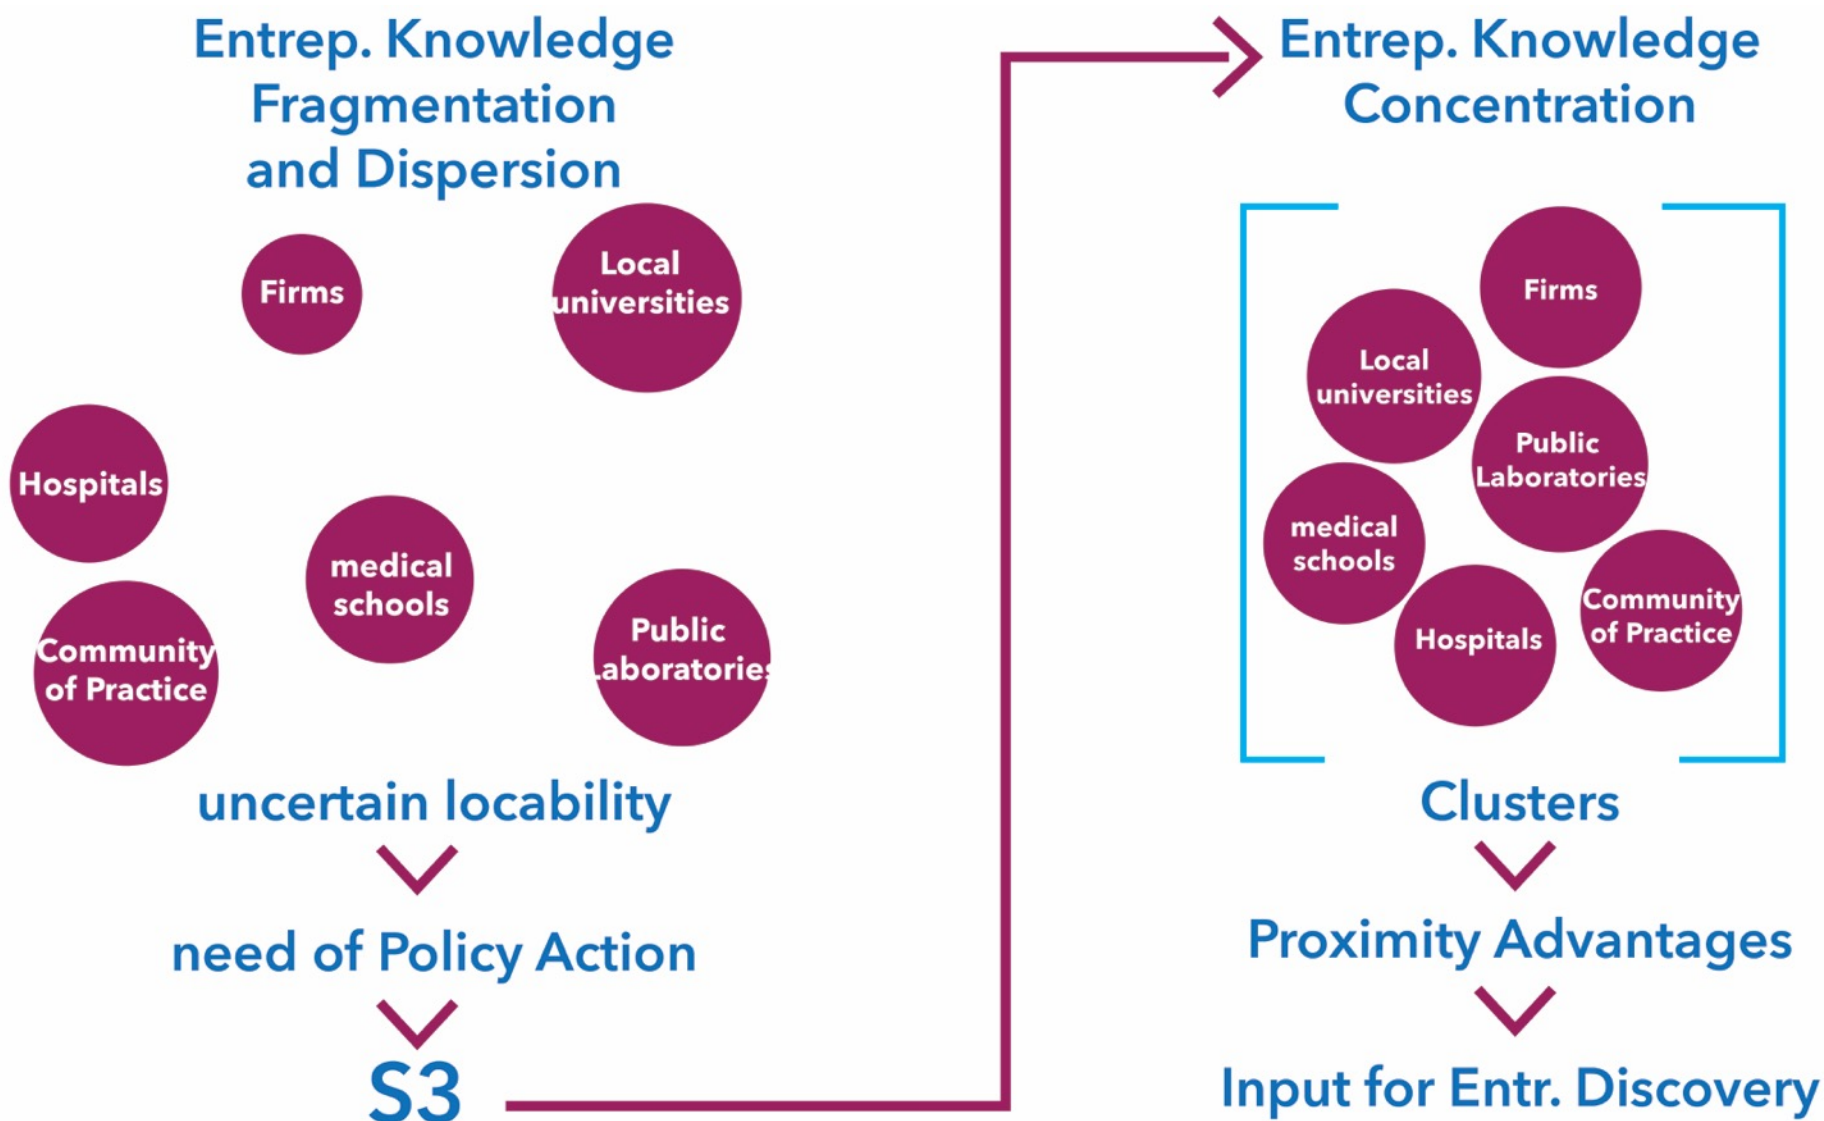 Entrep. Knowledge
Fragmentation
and Dispersion
Firms
Local
universities
Hospitals
medical
schools
Community
of Practice
Public
Laboratories
uncertain locability
need of Policy Action
S3
Entrep. Knowledge
Concentration
Firms
Local
universities
Public
Laboratories
medical
schools
Community
of Practice
Hospitals
Clusters
Proximity Advantages
Input for Entr. Discovery